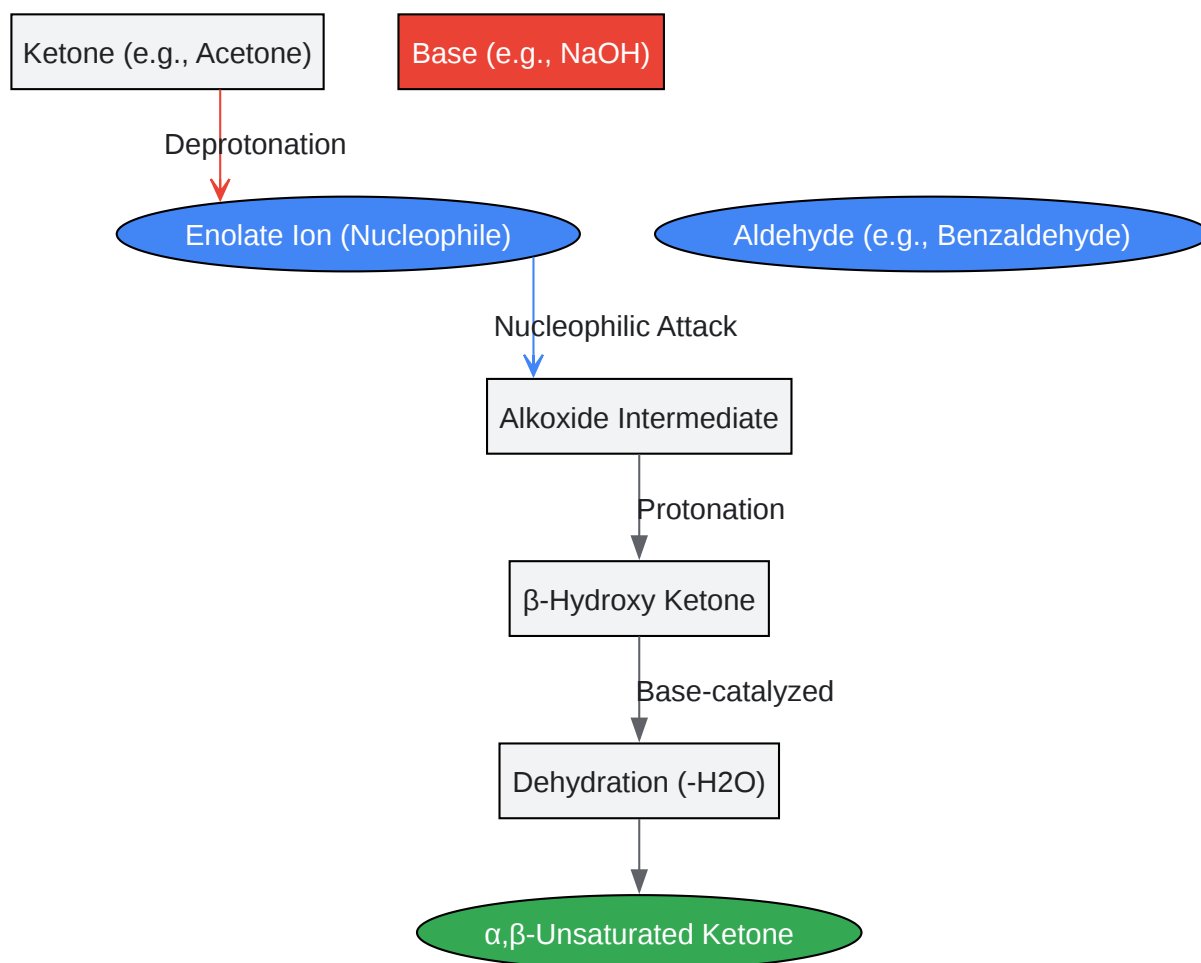 Ketone (e.g., Acetone)
Base (e.g., NaOH)
Deprotonation
Enolate Ion (Nucleophile)
Aldehyde (e.g., Benzaldehyde)
Nucleophilic Attack
Alkoxide Intermediate
Protonation
β-Hydroxy Ketone
Base-catalyzed
Dehydration (-H2O)
α,β-Unsaturated Ketone